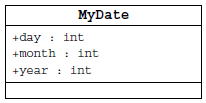 MyDate
+day : int
+month : int
+year : int